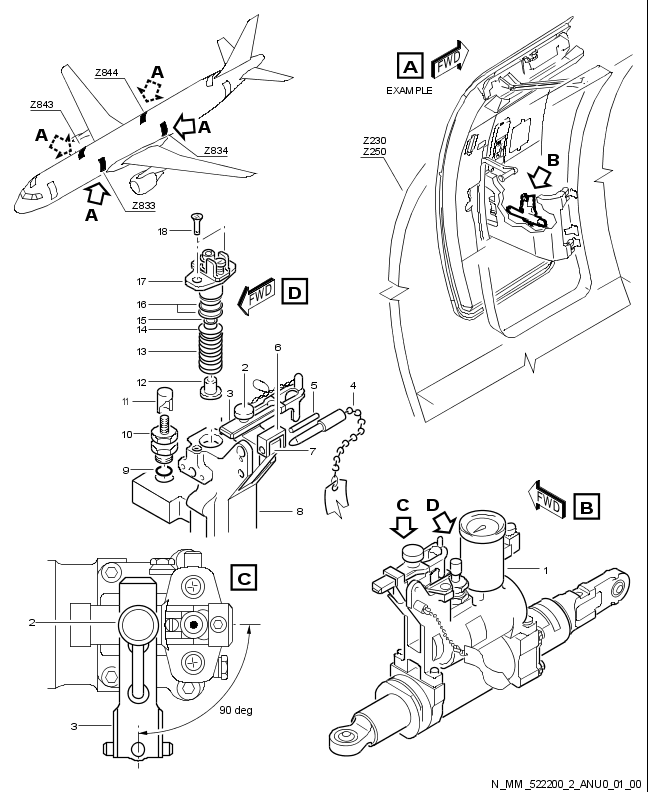 Z844
A
Z843
A
A
Z834
A
Z833
A
FWD
EXAMPLE
Z230
Z250
B
18
17
16
15
14
13
12
11
10
9
FWD
D
6
2
3
5
4
7
8
C
D
FWD
B
1
C
2
3
90 deg
N_MM_522200_2_ANU0_01_00